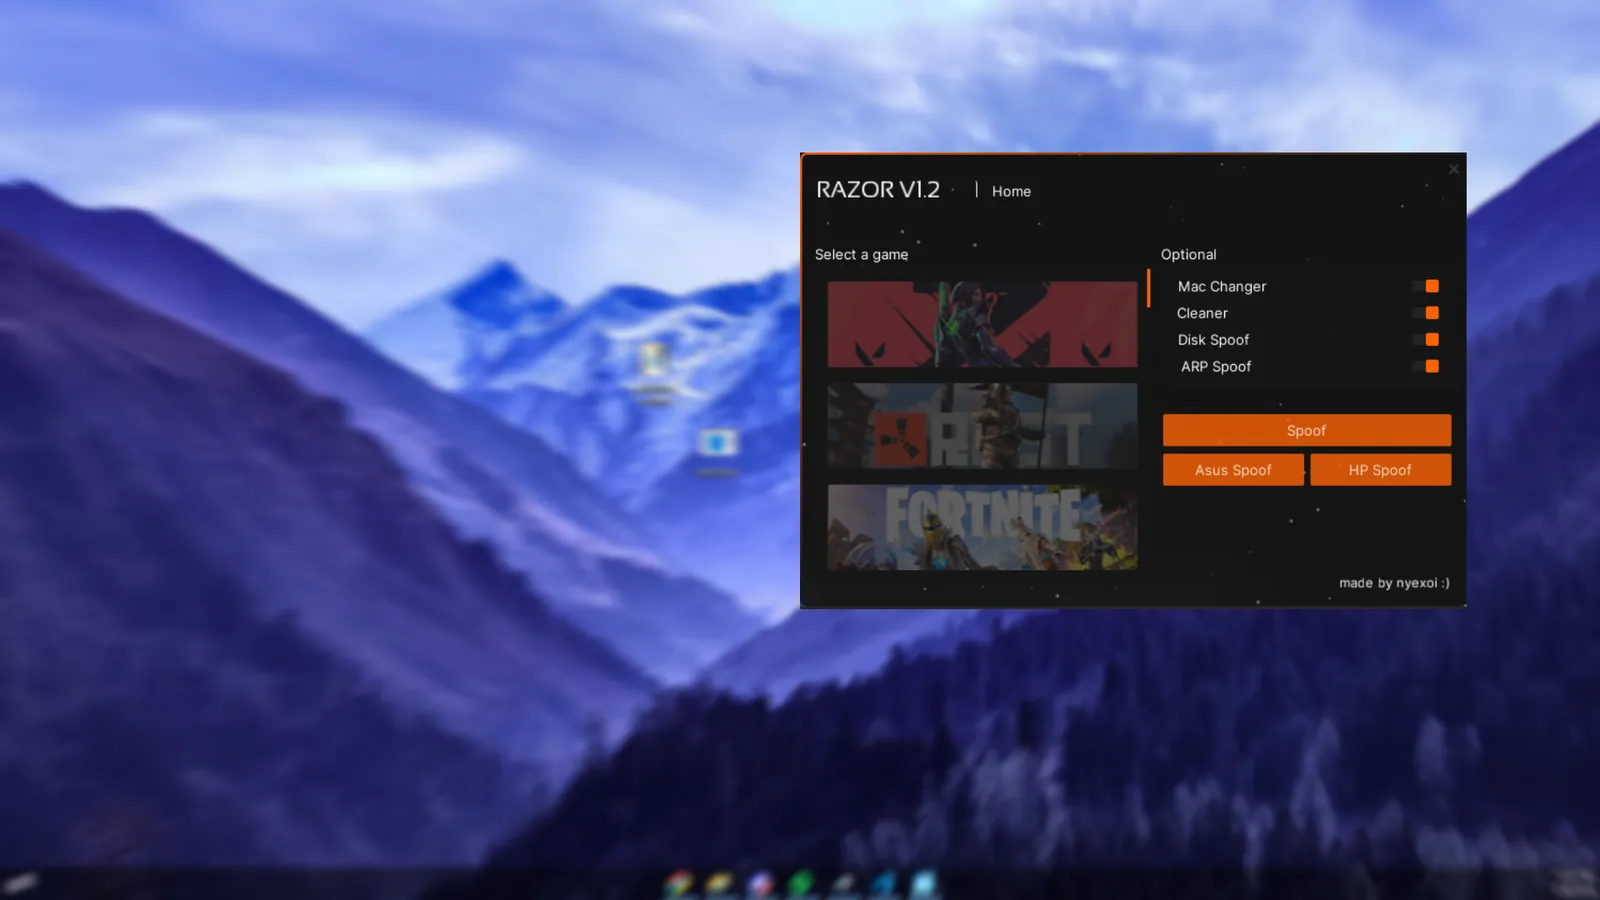 RAZOR V1.2
Home
Select a game
RUST
FORTNITE
Optional
Mac Changer
Cleaner
Disk Spoof
ARP Spoof
Spoof
Asus Spoof
HP Spoof
made by nyexoi :)